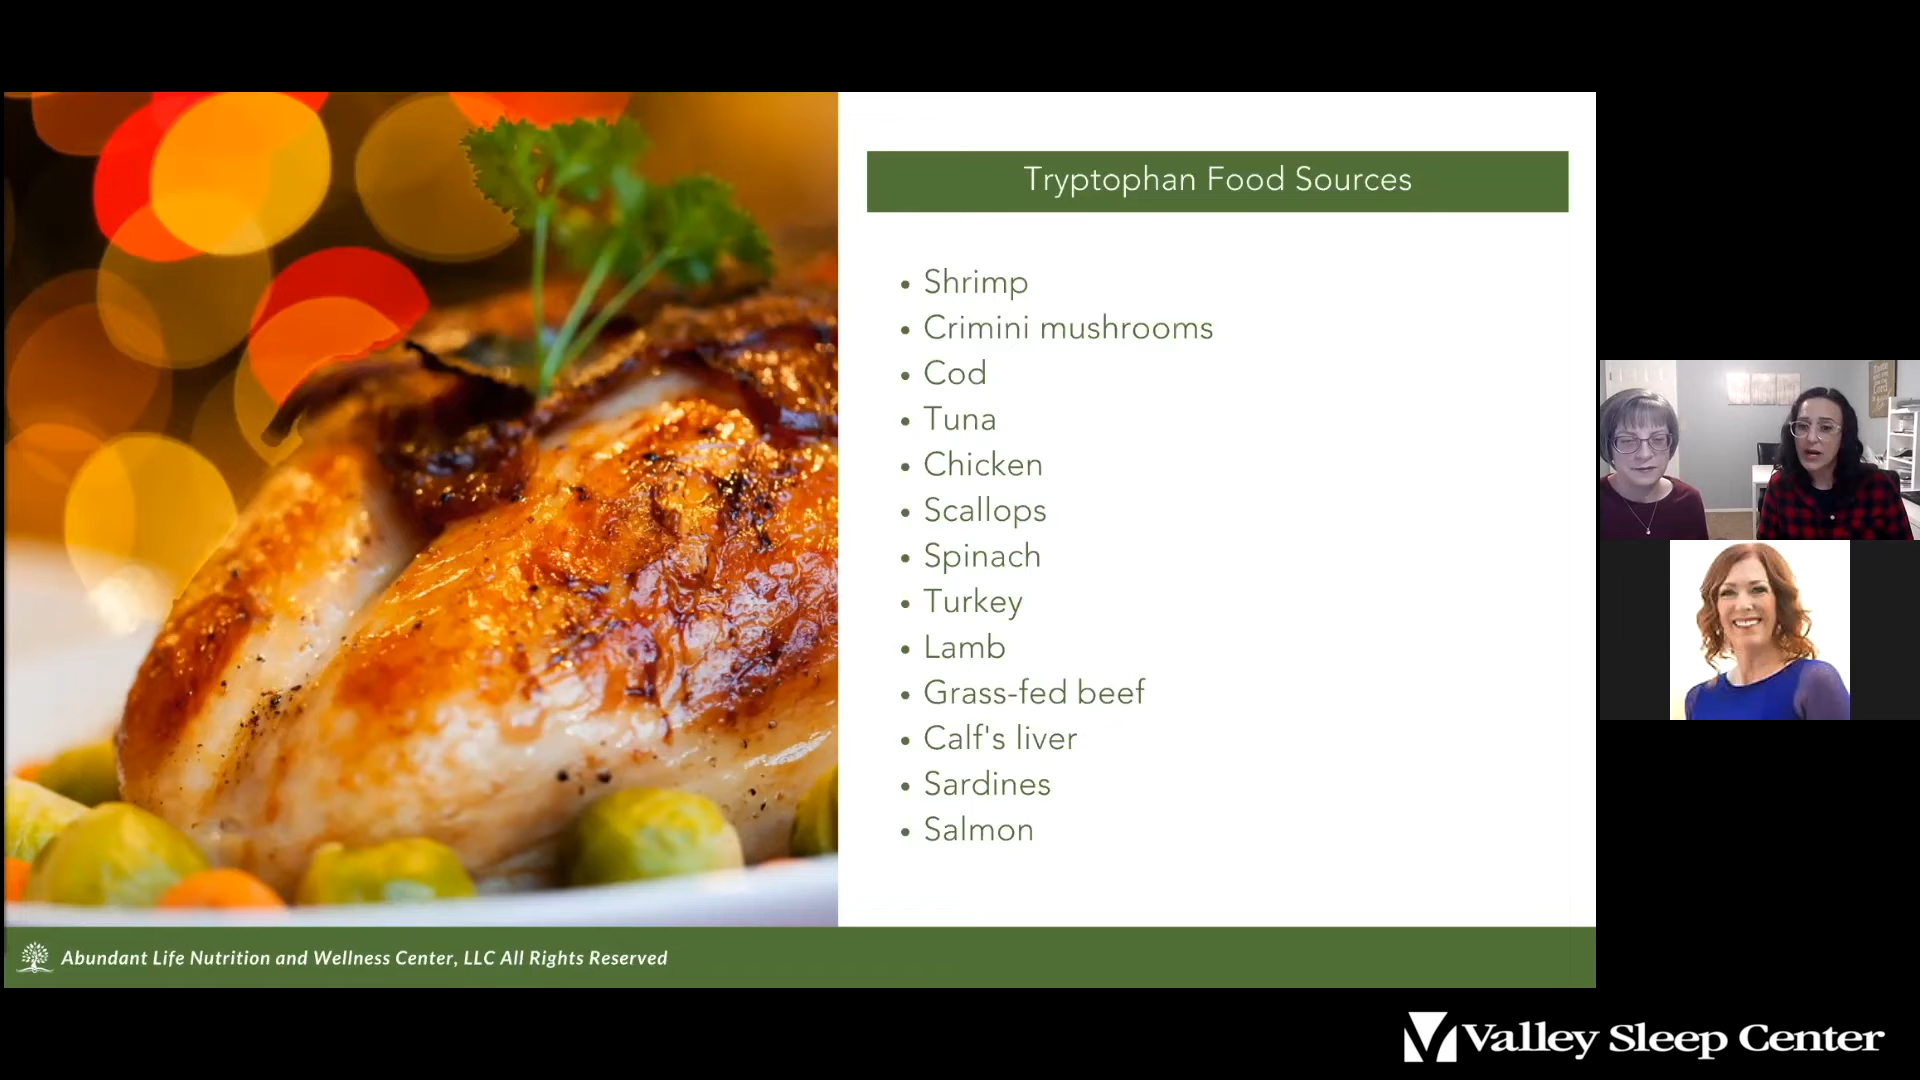 Tryptophan Food Sources
• Shrimp
• Crimini mushrooms
• Cod
• Tuna
• Chicken
• Scallops
• Spinach
• Turkey
• Lamb
• Grass-fed beef
• Calf's liver
• Sardines
• Salmon
Abundant Life Nutrition and Wellness Center, LLC All Rights Reserved
Valley Sleep Center